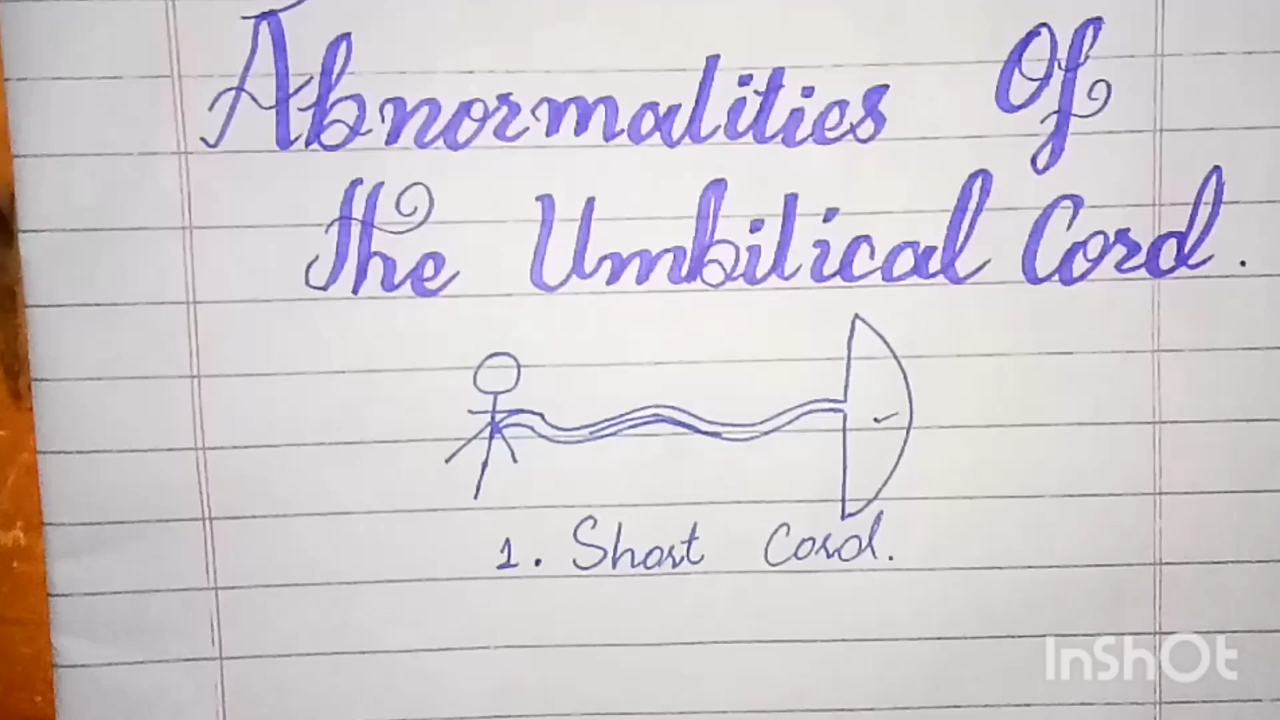 Abnormalities Of
the Umbilical Cord.
1. Short Cord.
InShOt